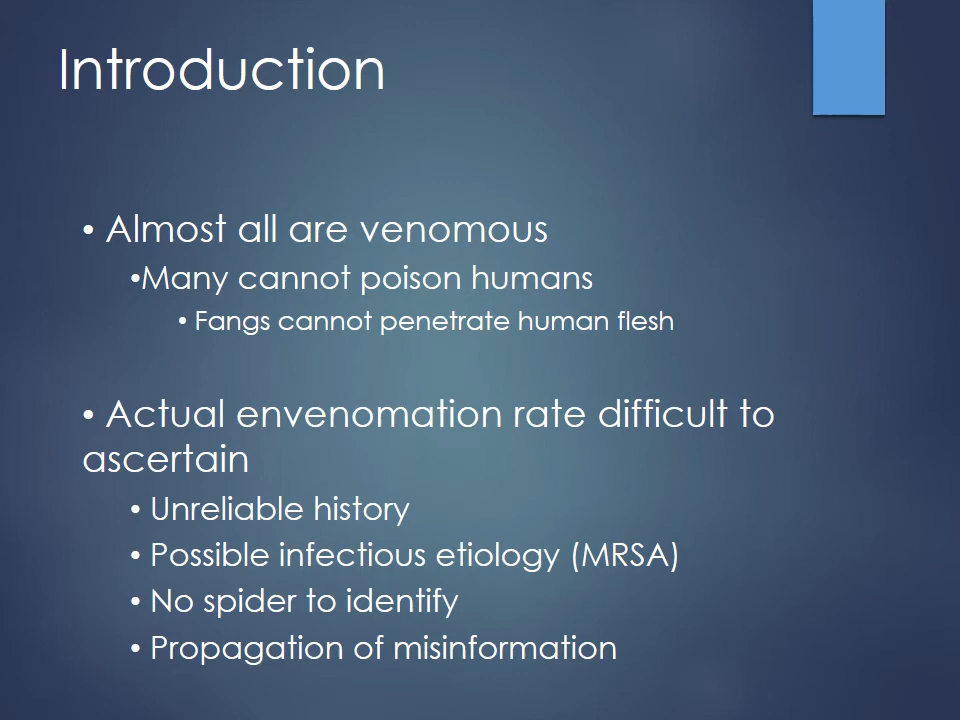 Introduction
• Almost all are venomous
•Many cannot poison humans
• Fangs cannot penetrate human flesh
• Actual envenomation rate difficult to
ascertain
• Unreliable history
• Possible infectious etiology (MRSA)
• No spider to identify
• Propagation of misinformation